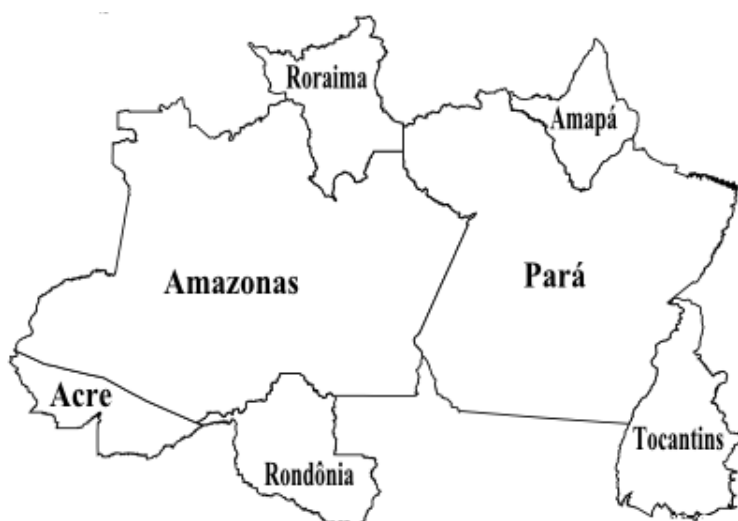 Roraima
Amapá
Amazonas
Pará
Acre
Tocantins
Rondônia